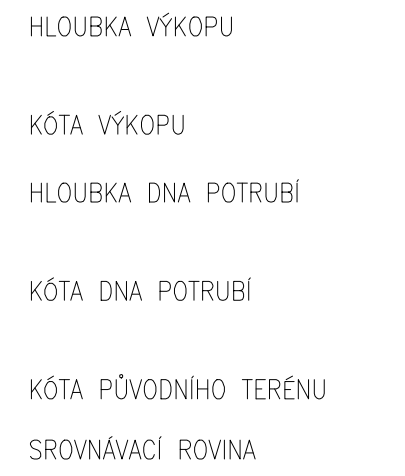 HLOUBKA VÝKOPU
KÓTA VÝKOPU
HLOUBKA DNA POTRUBÍ
KÓTA DNA POTRUBÍ
KÓTA PŮVODNÍHO TERÉNU
SROVNÁVACÍ ROVINA